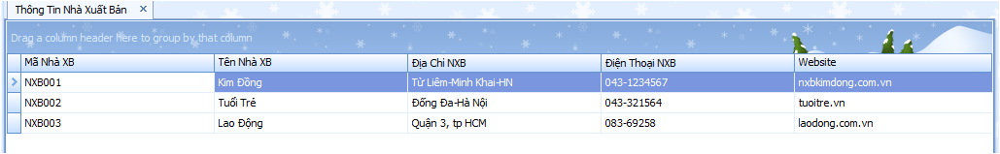 Thông Tin Nhà Xuất Bản
Drag a column header here to group by that column
Mã Nhà XB Tên Nhà XB Địa Chỉ NXB Điện Thoại NXB Website
NXB001 Kim Đồng Từ Liêm-Minh Khai-HN 043-1234567 nxbkimdong.com.vn
NXB002 Tuổi Trẻ Đống Đa-Hà Nội 043-321564 tuoitre.vn
NXB003 Lao Động Quận 3, tp HCM 083-69258 laodong.com.vn